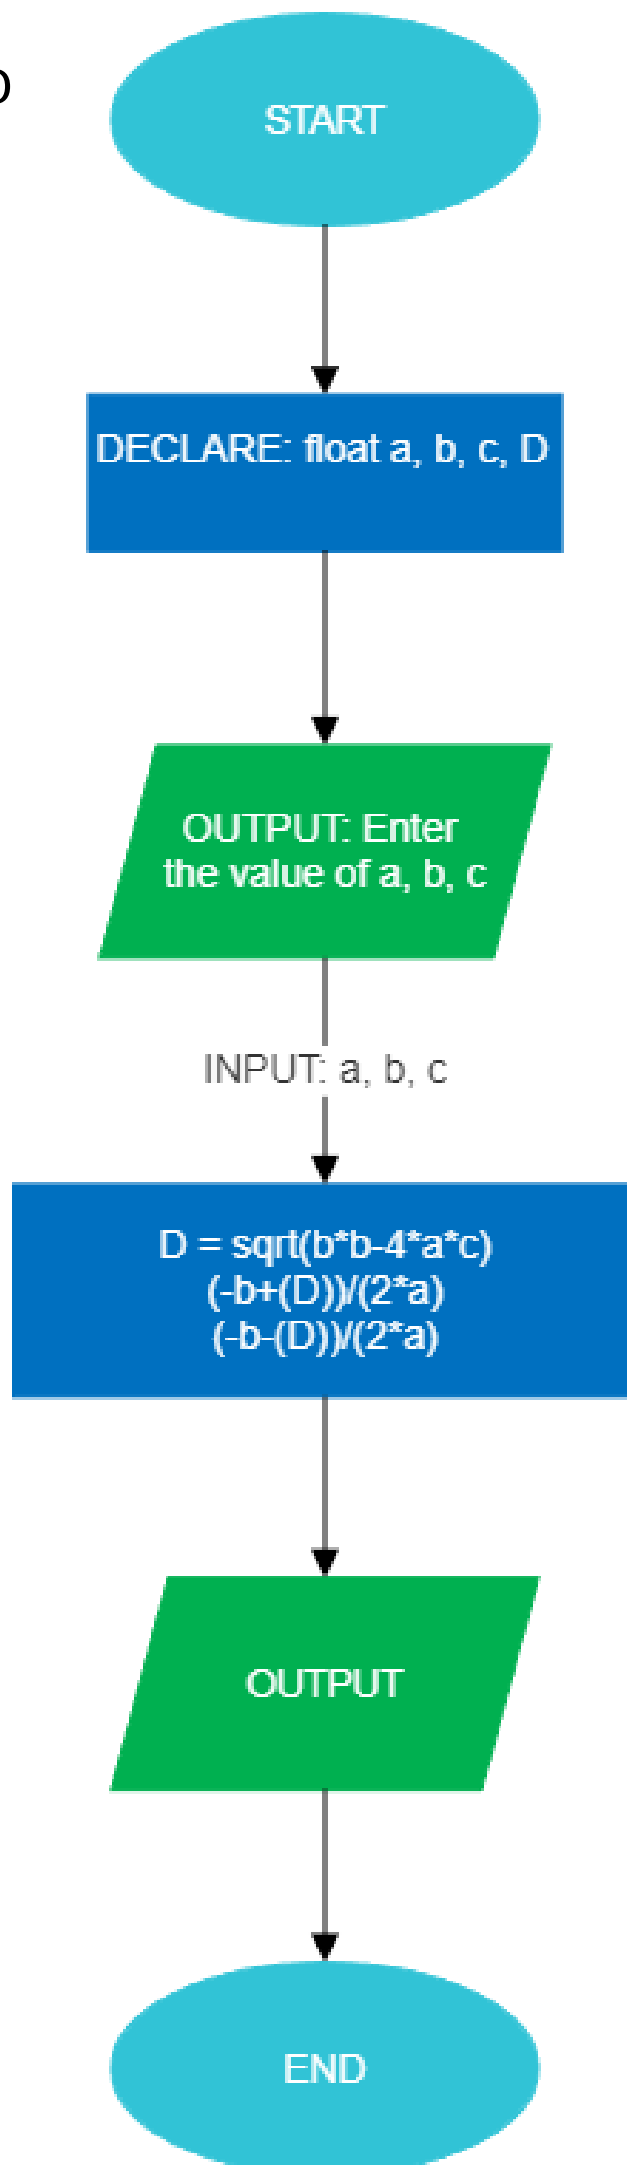 START
DECLARE: float a, b, c, D
OUTPUT: Enter
the value of a, b, c
INPUT: a, b, c
D = sqrt(b*b-4*a*c)
(-b+(D))/(2*a)
(-b-(D))/(2*a)
OUTPUT
END